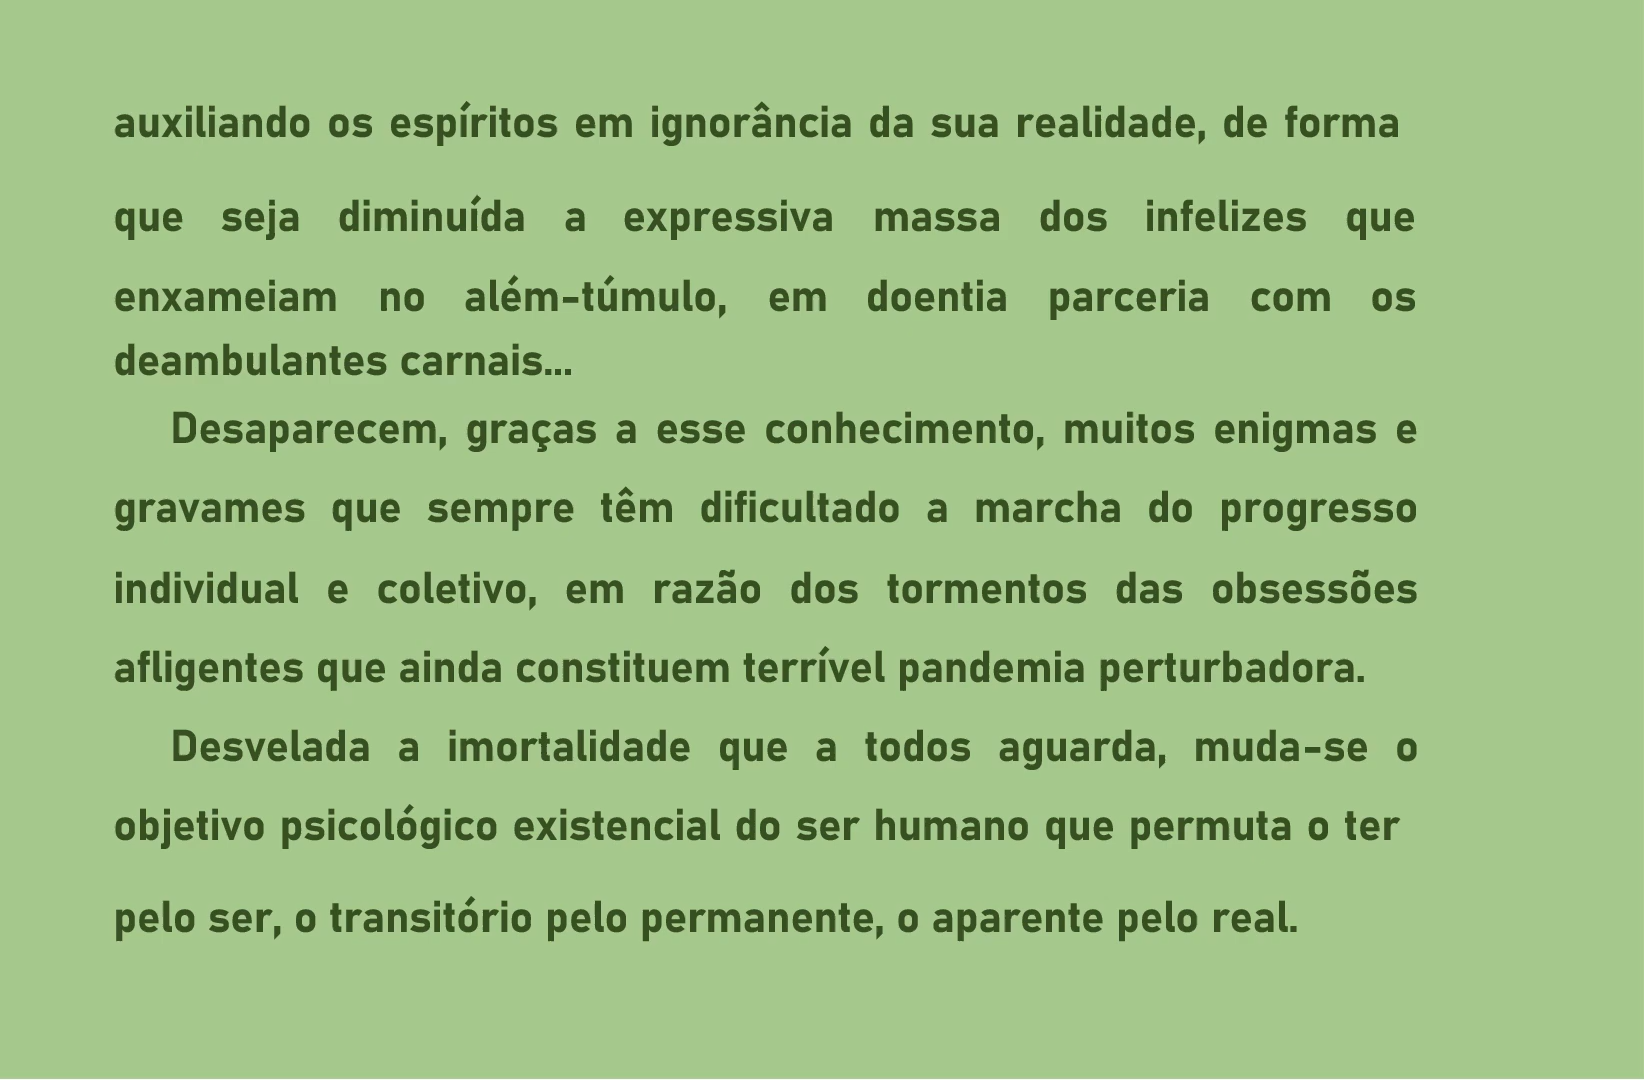 auxiliando os espíritos em ignorância da sua realidade, de forma
que seja diminuída a expressiva massa dos infelizes que
enxameiam no além-túmulo, em doentia parceria com os
deambulantes carnais...
Desaparecem, graças a esse conhecimento, muitos enigmas e
gravames que sempre têm dificultado a marcha do progresso
individual e coletivo, em razão dos tormentos das obsessões
afligentes que ainda constituem terrível pandemia perturbadora.
Desvelada a imortalidade que a todos aguarda, muda-se o
objetivo psicológico existencial do ser humano que permuta o ter
pelo ser, o transitório pelo permanente, o aparente pelo real.